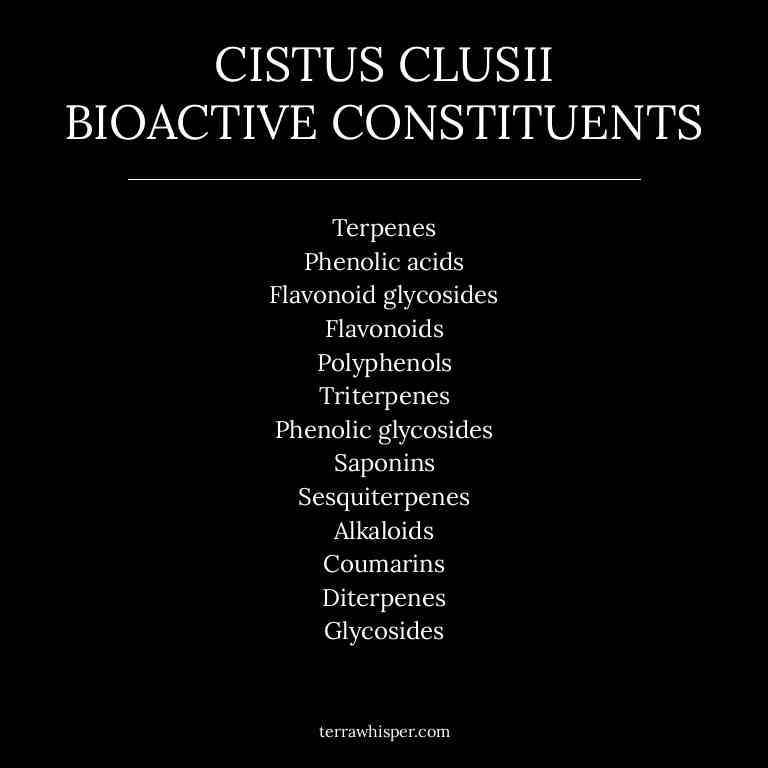 CISTUS CLUSII
BIOACTIVE CONSTITUENTS
Terpenes
Phenolic acids
Flavonoid glycosides
Flavonoids
Polyphenols
Triterpenes
Phenolic glycosides
Saponins
Sesquiterpenes
Alkaloids
Coumarins
Diterpenes
Glycosides
terrawhisper.com